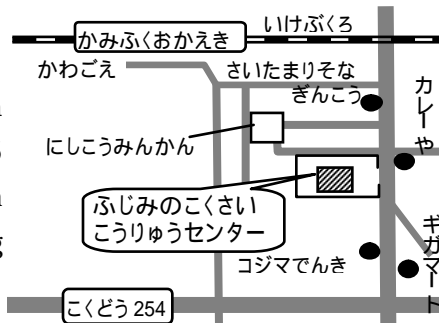 いけぶくろ
かみふくおかえき
かわごえ
さいたまりそな
ぎんこう
カレーや
にしこうみんかん
ふじみのこくさい
こうりゅうセンター
ギガマート
コジマでんき
こくどう 254